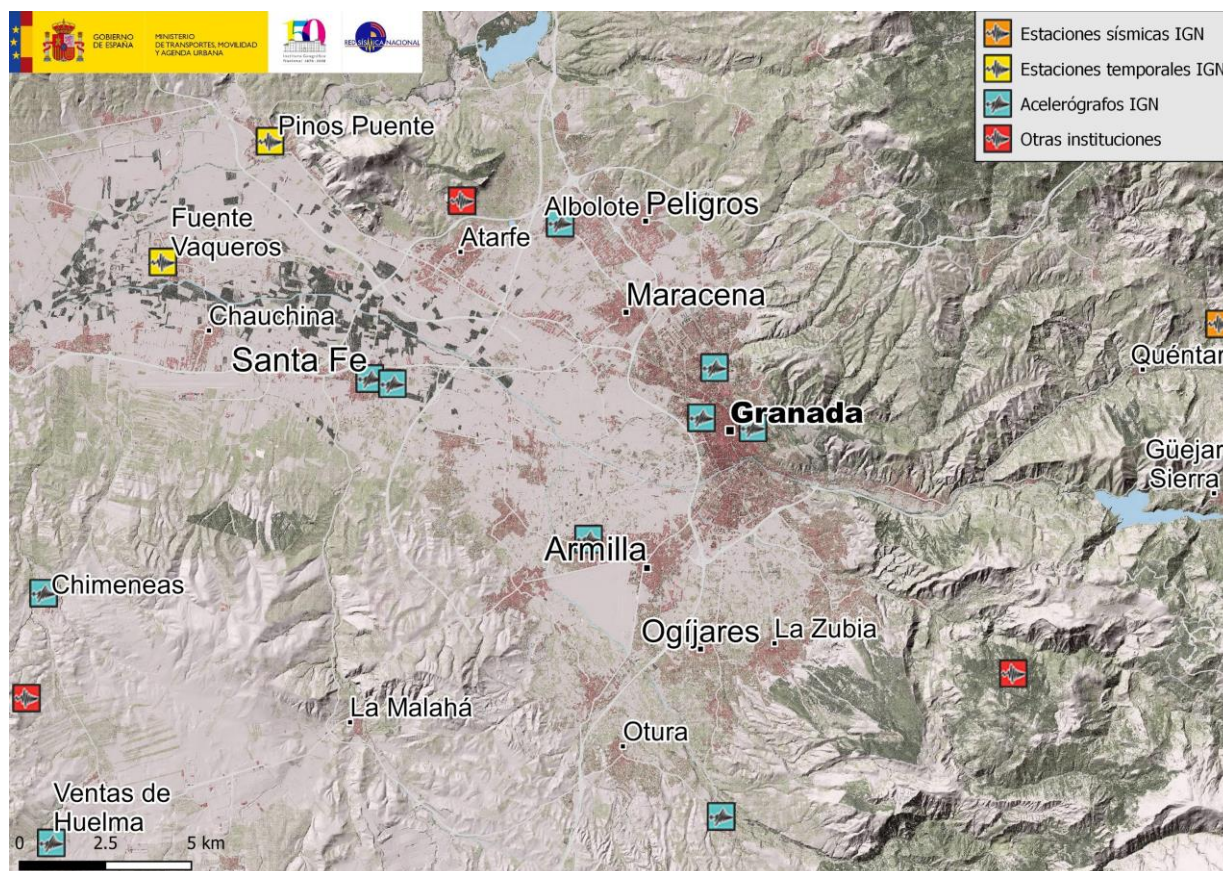 GOBIERNO
DE ESPAÑA
MINISTERIO
DE TRANSPORTES, MOVILIDAD
Y AGENDA URBANA
150
RED SÍSMICA NACIONAL
Estaciones sísmicas IGN
Estaciones temporales IGN
Acelerógrafos IGN
Otras instituciones
Pinos Puente
Fuente
Vaqueros
Albolote
Peligros
Atarfe
Chauchina
Maracena
Santa Fe
Quéntar
Granada
Güejar
Sierra
Armilla
Chimeneas
Ogíjares
La Zubia
La Malahá
Otura
Ventas de
Huelma
0 2.5 5 km